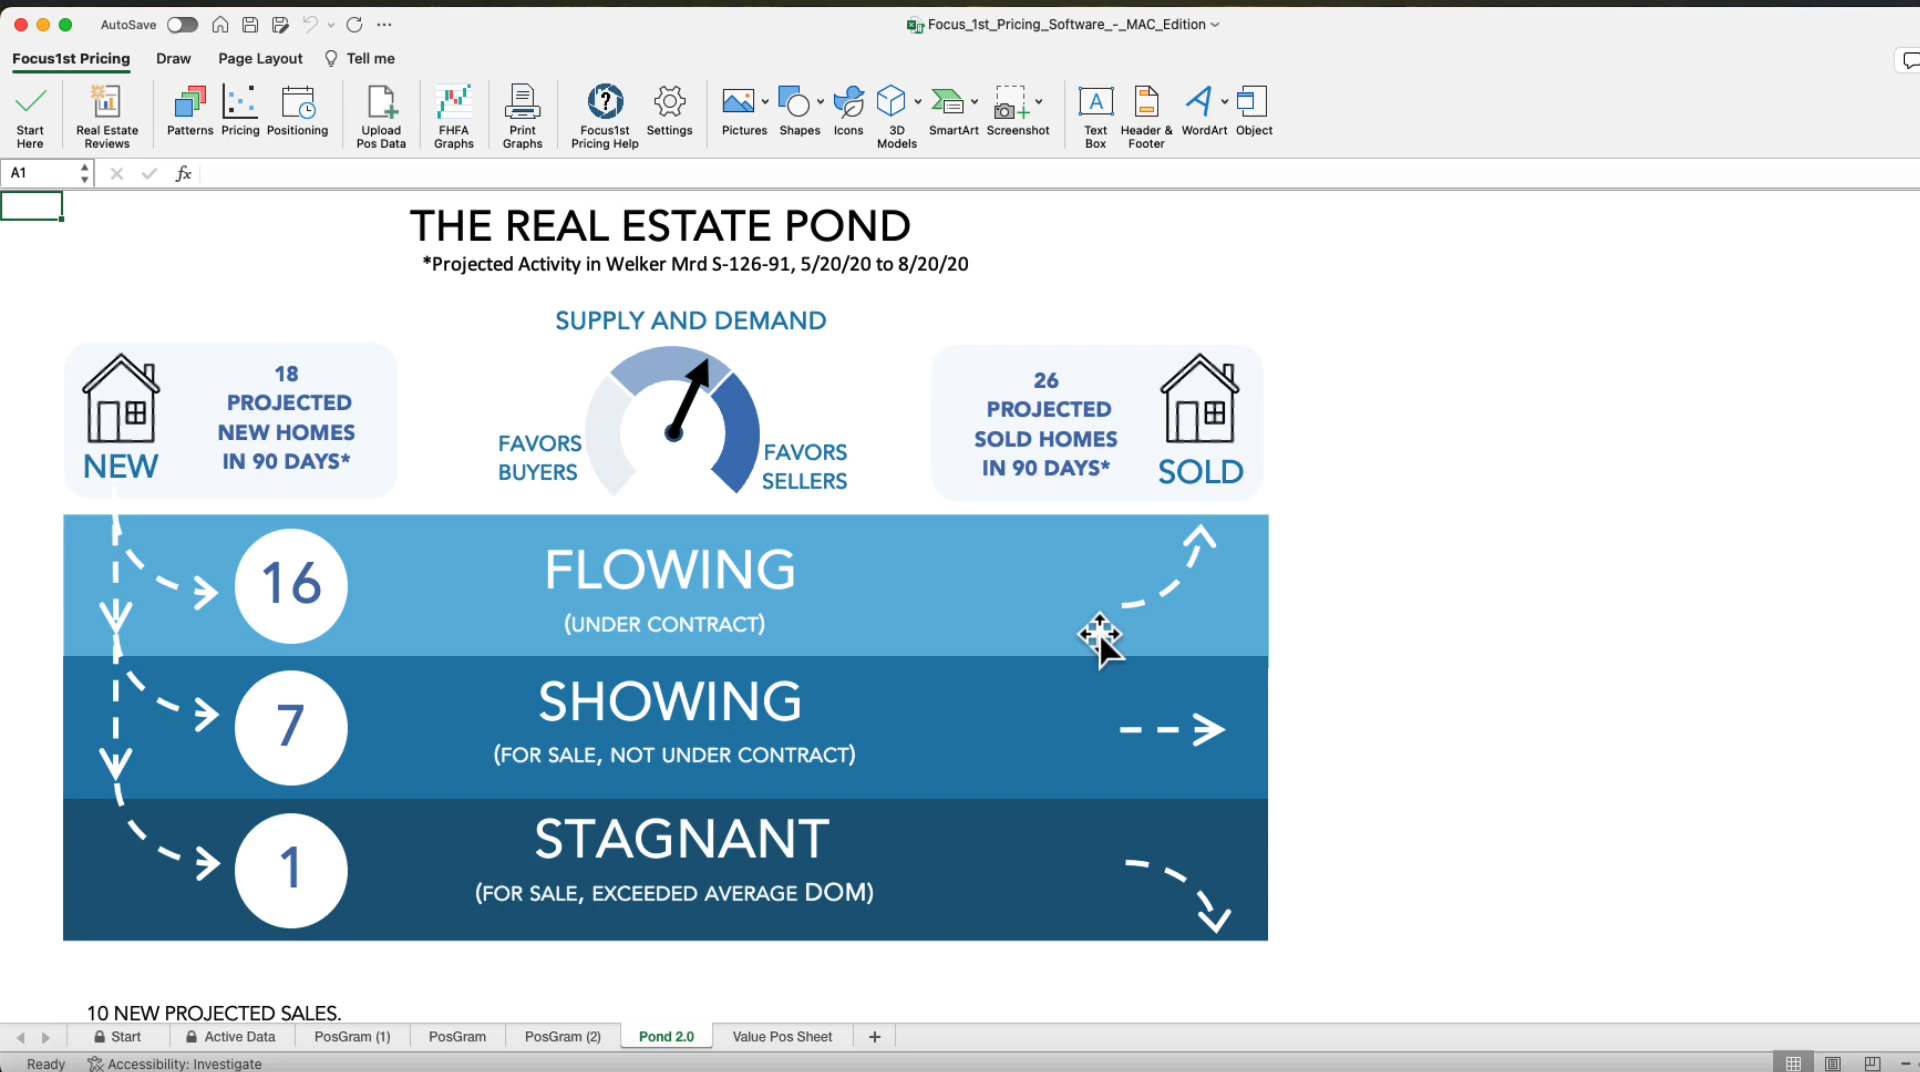 AutoSave
Focus_1st_Pricing_Software_-_MAC_Edition
Focus1st Pricing
Draw
Page Layout
Tell me
Start Here
Real Estate Reviews
Patterns
Pricing
Positioning
Upload Pos Data
FHFA Graphs
Print Graphs
Focus1st Pricing Help
Settings
Pictures
Shapes
Icons
3D Models
SmartArt
Screenshot
Text Box
Header & Footer
WordArt
Object
A1
fx
THE REAL ESTATE POND
*Projected Activity in Welker Mrd S-126-91, 5/20/20 to 8/20/20
SUPPLY AND DEMAND
NEW
18
PROJECTED
NEW HOMES
IN 90 DAYS*
FAVORS
BUYERS
FAVORS
SELLERS
26
PROJECTED
SOLD HOMES
IN 90 DAYS*
SOLD
16
FLOWING
(UNDER CONTRACT)
7
SHOWING
(FOR SALE, NOT UNDER CONTRACT)
1
STAGNANT
(FOR SALE, EXCEEDED AVERAGE DOM)
10 NEW PROJECTED SALES.
Start
Active Data
PosGram (1)
PosGram
PosGram (2)
Pond 2.0
Value Pos Sheet
Ready
Accessibility: Investigate